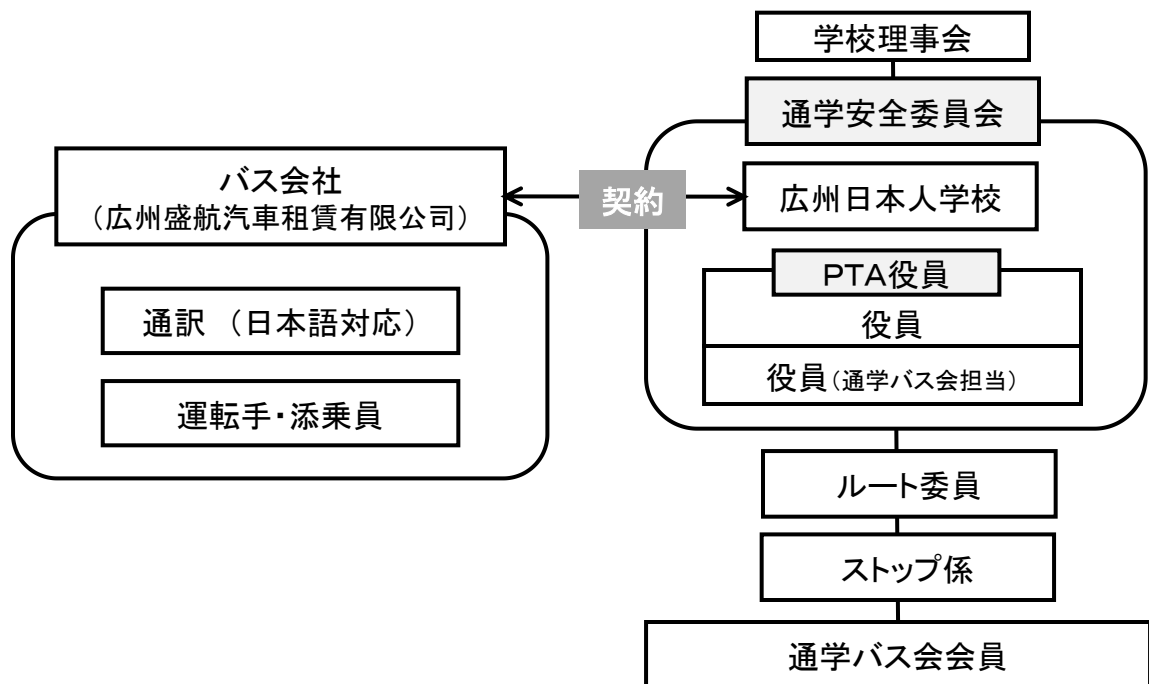 学校理事会
通学安全委員会
バス会社
（広州盛航汽車租賃有限公司）
契約
広州日本人学校
PTA役員
通訳 （日本語対応）
役員
役員（通学バス会担当）
運転手・添乗員
ルート委員
ストップ係
通学バス会会員